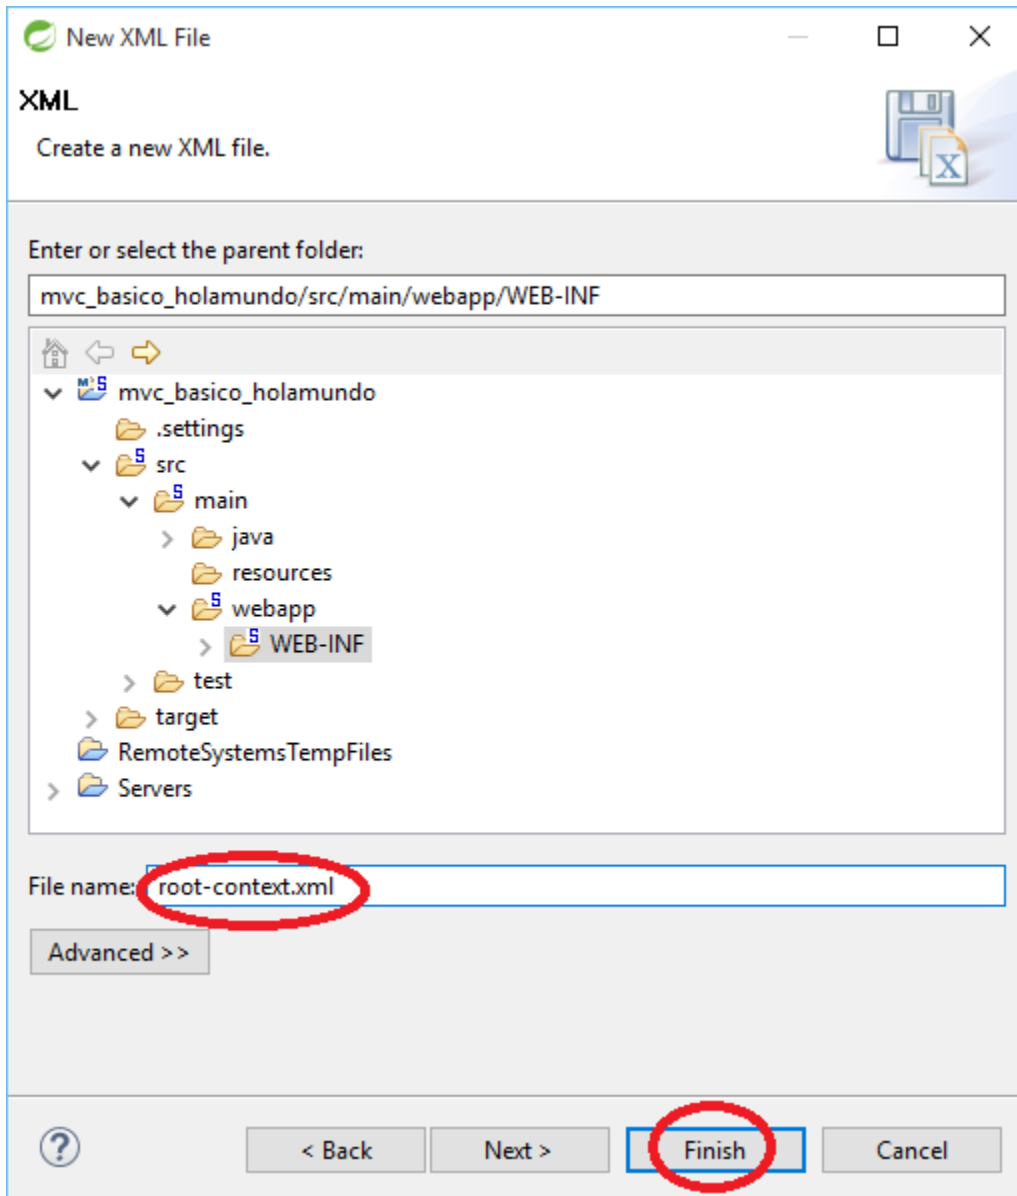 New XML File
XML
Create a new XML file.
X
Enter or select the parent folder:
mvc_basico_holamundo/src/main/webapp/WEB-INF
M S mvc_basico_holamundo
.settings
S src
S main
java
resources
S webapp
S WEB-INF
test
target
RemoteSystemsTempFiles
Servers
File name: root-context.xml
Advanced >>
? < Back Next > Finish Cancel